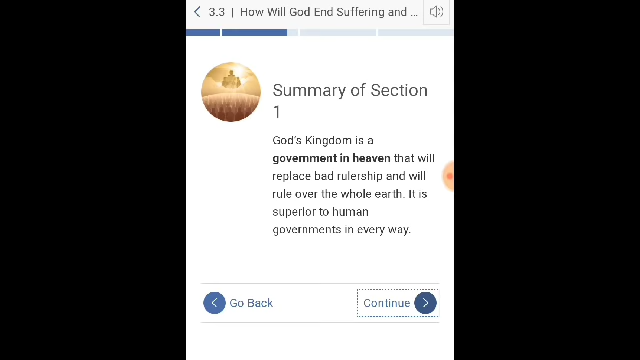 3.3 | How Will God End Suffering and ...
Summary of Section
1
God's Kingdom is a
government in heaven that will
replace bad rulership and will
rule over the whole earth. It is
superior to human
governments in every way.
Go Back
Continue